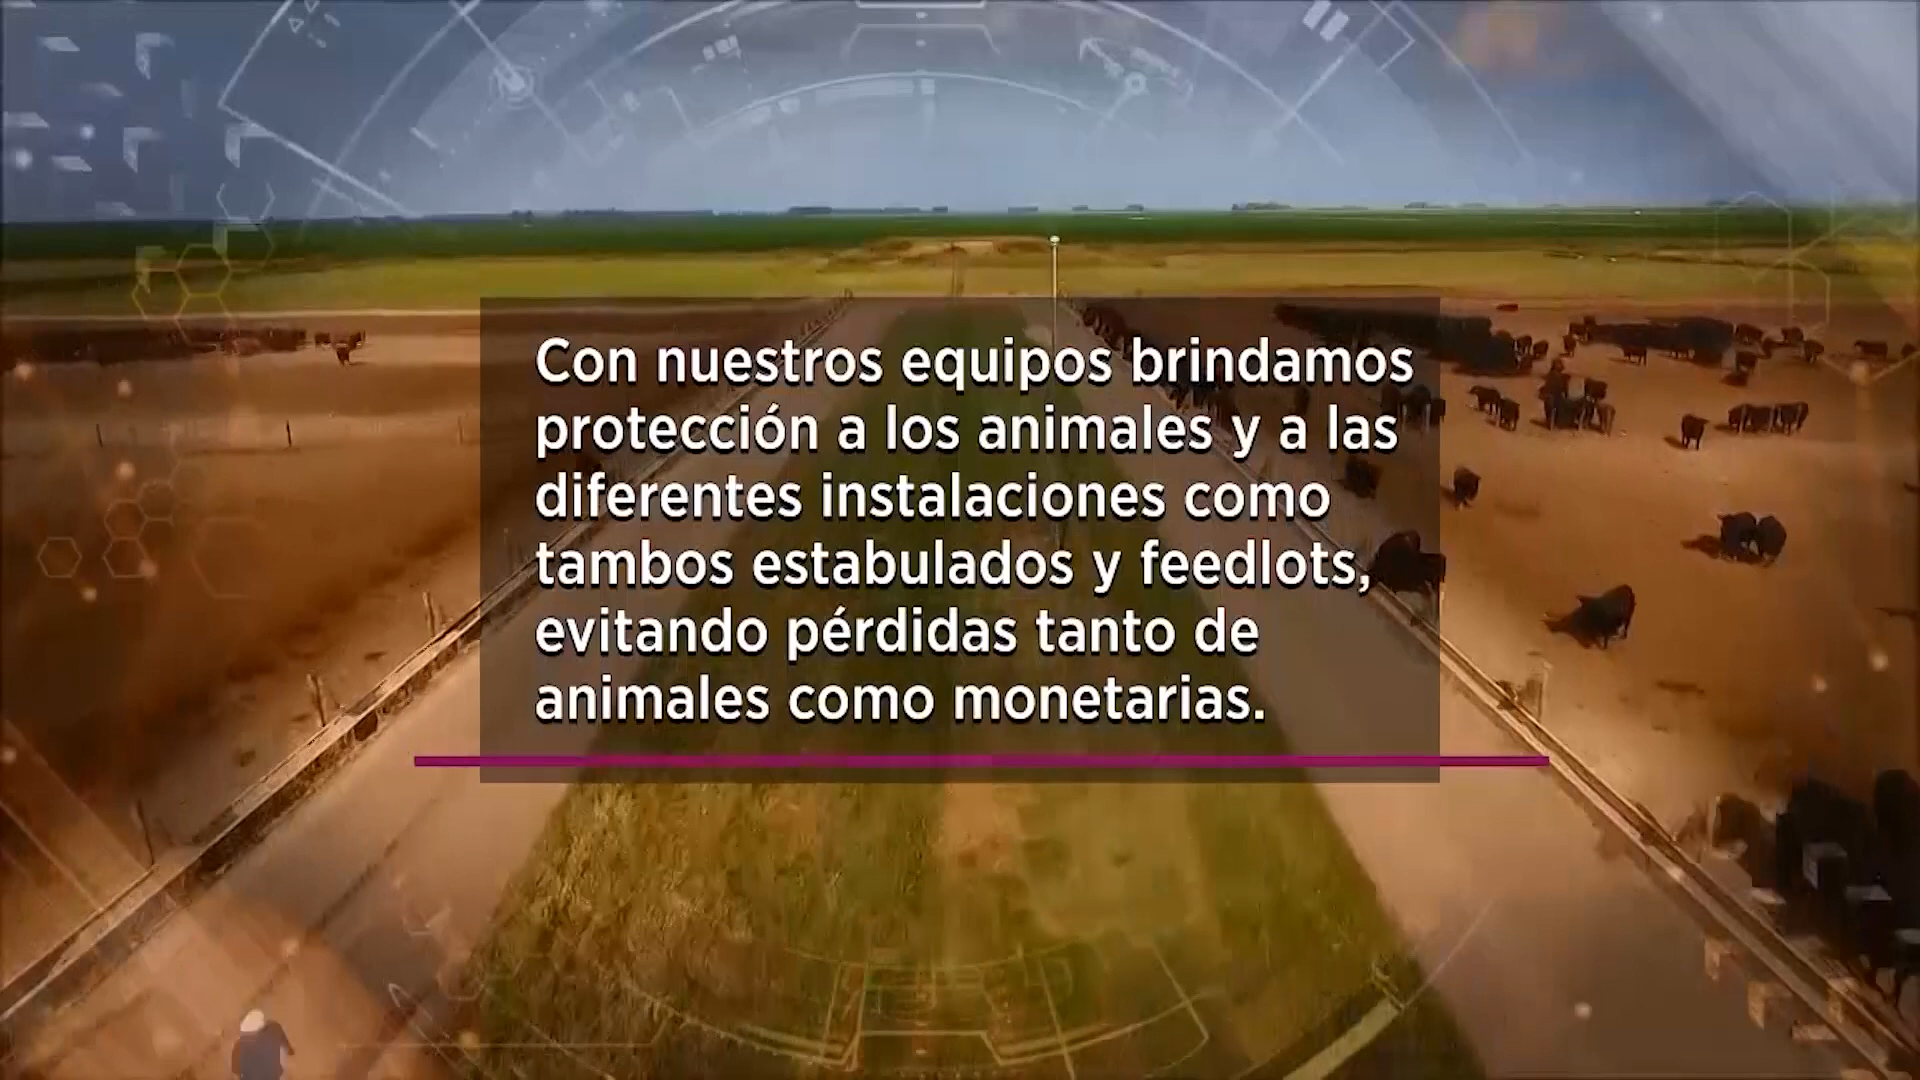 Con nuestros equipos brindamos
protección a los animales y a las
diferentes instalaciones como
tambos estabulados y feedlots,
evitando pérdidas tanto de
animales como monetarias.